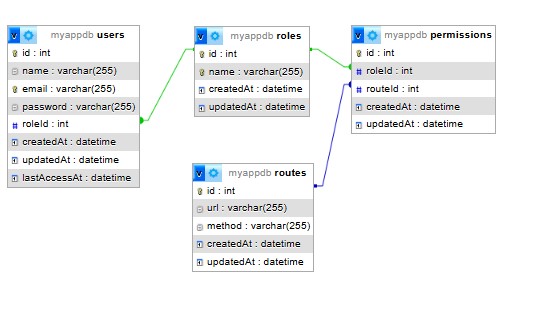 myappdb users
id : int
name : varchar(255)
email : varchar(255)
password : varchar(255)
roleId : int
createdAt : datetime
updatedAt : datetime
lastAccessAt : datetime
myappdb roles
id : int
name : varchar(255)
createdAt : datetime
updatedAt : datetime
myappdb permissions
id : int
roleId : int
routeId : int
createdAt : datetime
updatedAt : datetime
myappdb routes
id : int
url : varchar(255)
method : varchar(255)
createdAt : datetime
updatedAt : datetime